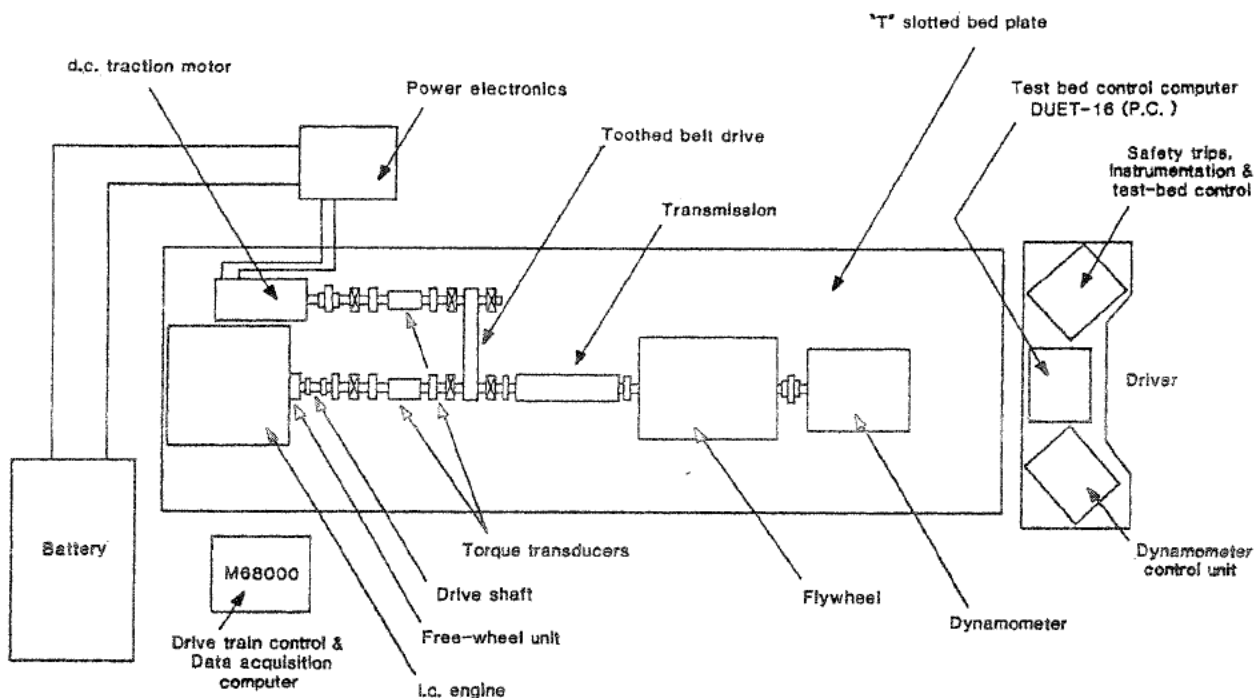 "T" slotted bed plate
d.c. traction motor
Power electronics
Test bed control computer
DUET-16 (P.C.)
Toothed belt drive
Safety trips,
Instrumentation &
test-bed control
Transmission
Driver
Battery
M68000
Torque transducers
Dynamometer
control unit
Drive shaft
Flywheel
Dynamometer
Free-wheel unit
Drive train control &
Data acquisition
computer
i.c. engine